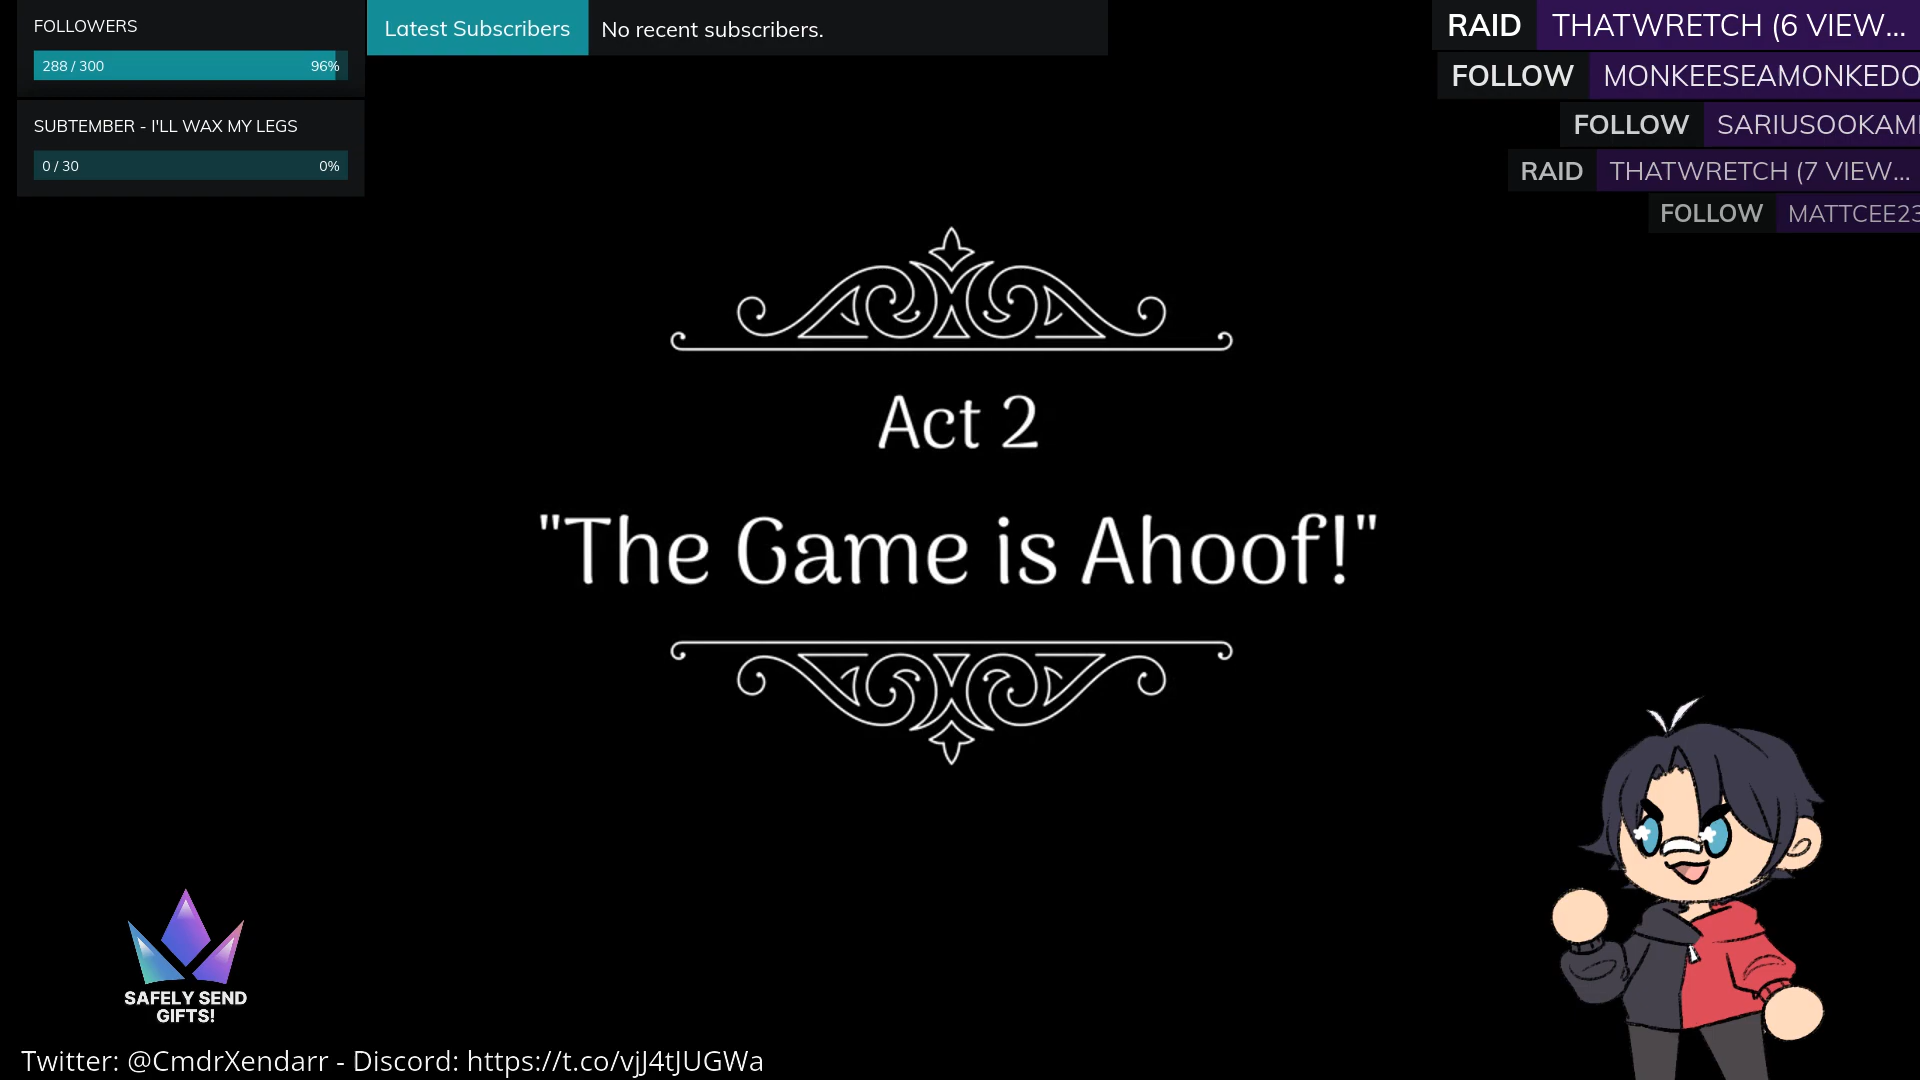 FOLLOWERS
288 / 300 96%
SUBTEMBER - I'LL WAX MY LEGS
0 / 30 0%
Latest Subscribers No recent subscribers.
RAID THATWRETCH (6 VIEW...
FOLLOW MONKEESEAMONKEDO
FOLLOW SARIUSOOKAMI
RAID THATWRETCH (7 VIEW...
FOLLOW MATTCEE23
Act 2
"The Game is Ahoof!"
SAFELY SEND
GIFTS!
Twitter: @CmdrXendarr - Discord: https://t.co/vjJ4tJUGWa